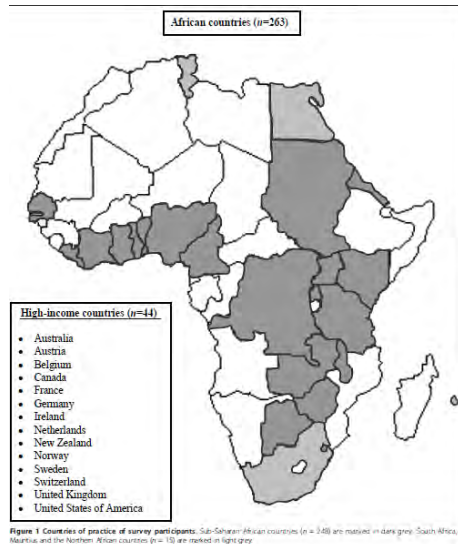 African countries (n=263)
High-income countries (n=44)
• Australia
• Austria
• Belgium
• Canada
• France
• Germany
• Ireland
• Netherlands
• New Zealand
• Norway
• Sweden
• Switzerland
• United Kingdom
• United States of America
Figure 1 Countries of practice of survey participants. Sub-Saharan African countries (n = 248) are marked in dark grey. South Africa,
Mauritius and the Northern African countries (n = 15) are marked in light grey